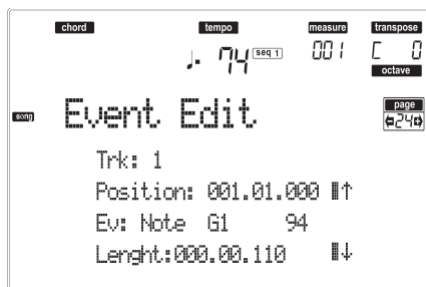 chord tempo measure transpose
♩. 94 seq 1 001 C 0
octave
song Event Edit page
24
Trk: 1
Position: 001.01.000
Ev: Note G1 94
Lenght:000.00.110